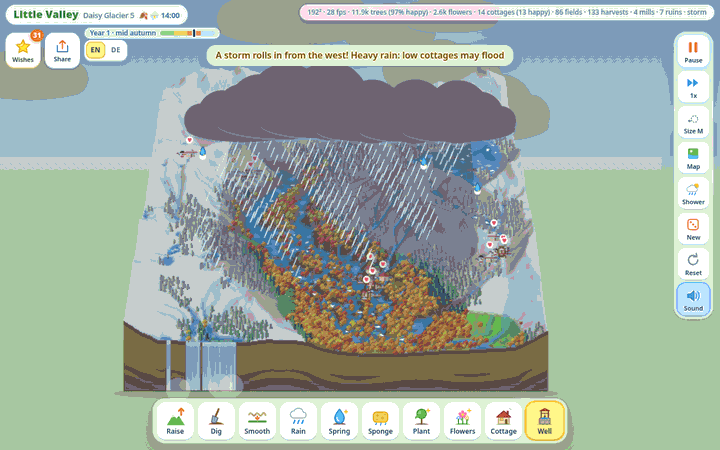 Little Valley Daisy Glacier 5 14:00
192² · 28 fps · 11.9k trees (97% happy) · 2.6k flowers · 14 cottages (13 happy) · 86 fields · 133 harvests · 4 mills · 7 ruins · storm
Year 1 · mid autumn
31
Wishes
Share
EN DE
A storm rolls in from the west! Heavy rain: low cottages may flood
Pause
1x
Size M
Map
Shower
New
Reset
Sound
Raise
Dig
Smooth
Rain
Spring
Sponge
Plant
Flowers
Cottage
Well